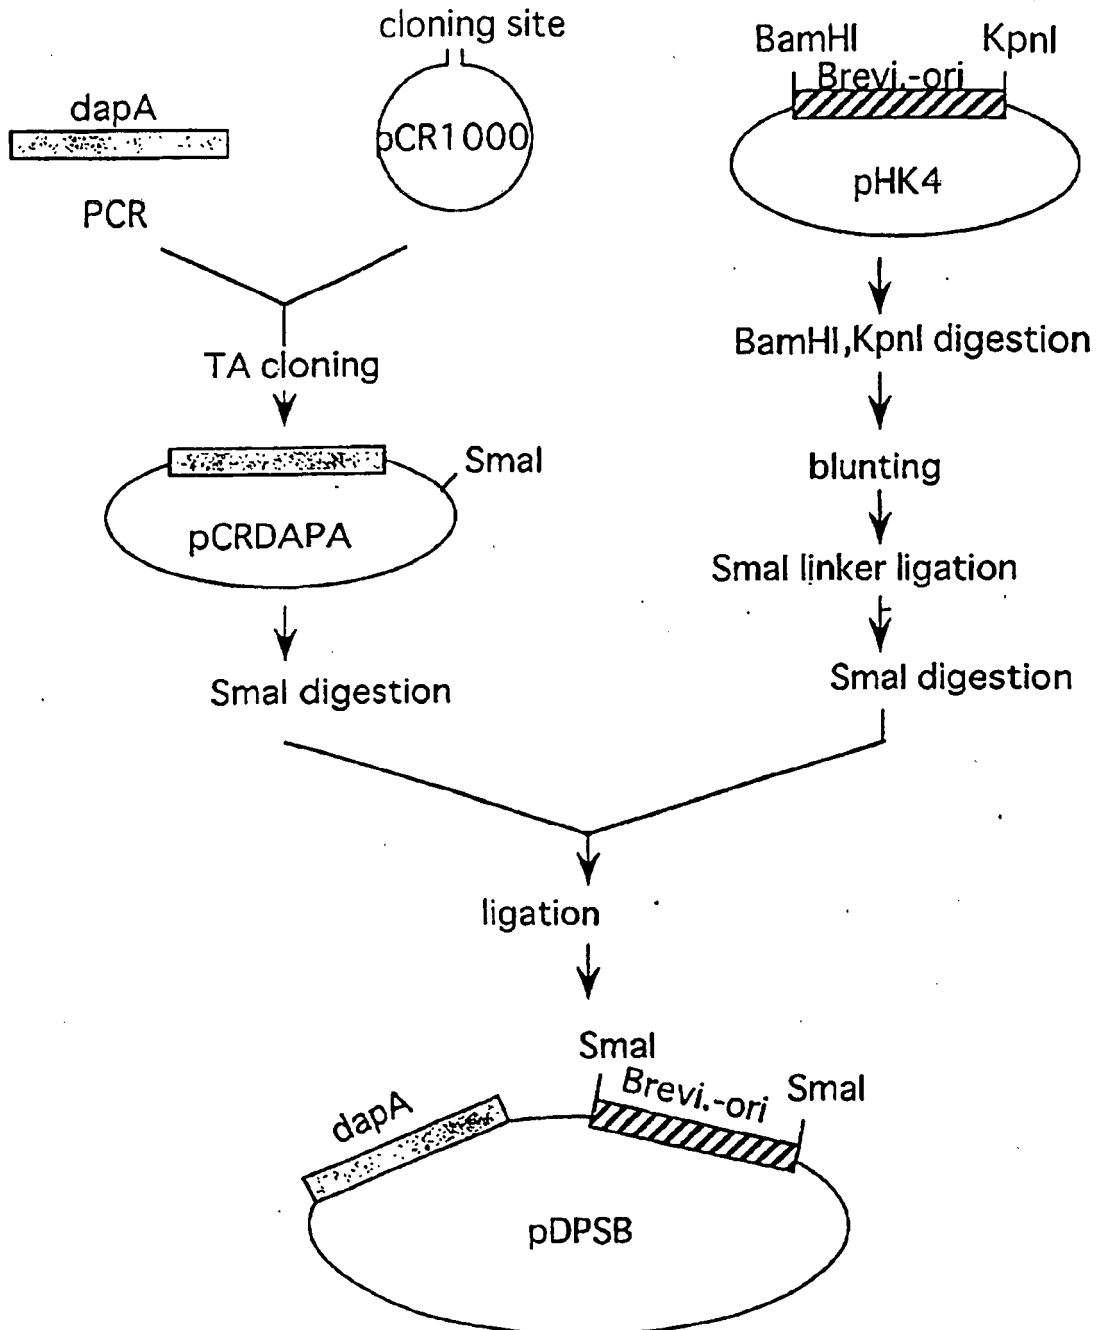 cloning site
dapA
pCR1000
PCR
BamHI
KpnI
Brevi.-ori
pHK4
TA cloning
SmaI
pCRDAPA
SmaI digestion
BamHI,KpnI digestion
blunting
SmaI linker ligation
SmaI digestion
ligation
SmaI
Brevi.-ori
SmaI
dapA
pDPSB